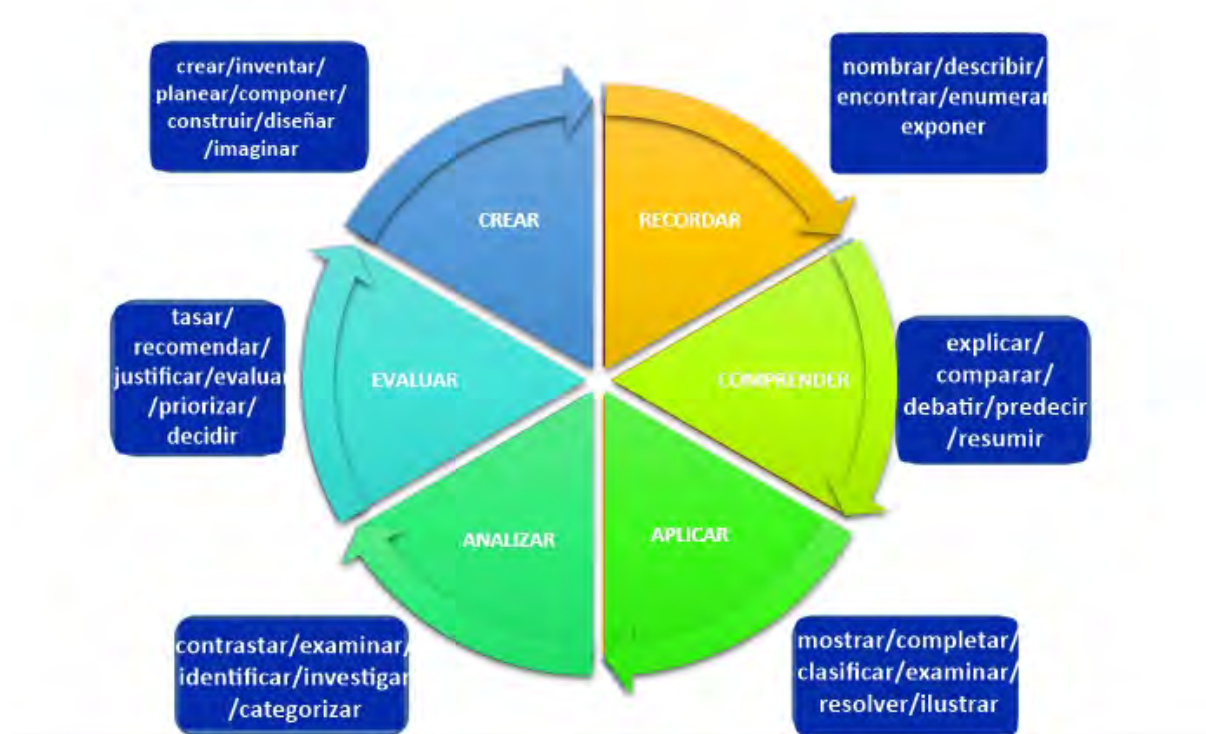 crear/inventar/
planear/componer/
construir/diseñar
/imaginar
nombrar/describir/
encontrar/enumerar
exponer
CREAR
RECORDAR
tasar/
recomendar/
justificar/evaluar
/priorizar/
decidir
EVALUAR
COMPRENDER
explicar/
comparar/
debatir/predecir
/resumir
ANALIZAR
APLICAR
contrastar/examinar/
identificar/investigar
/categorizar
mostrar/completar/
clasificar/examinar/
resolver/ilustrar